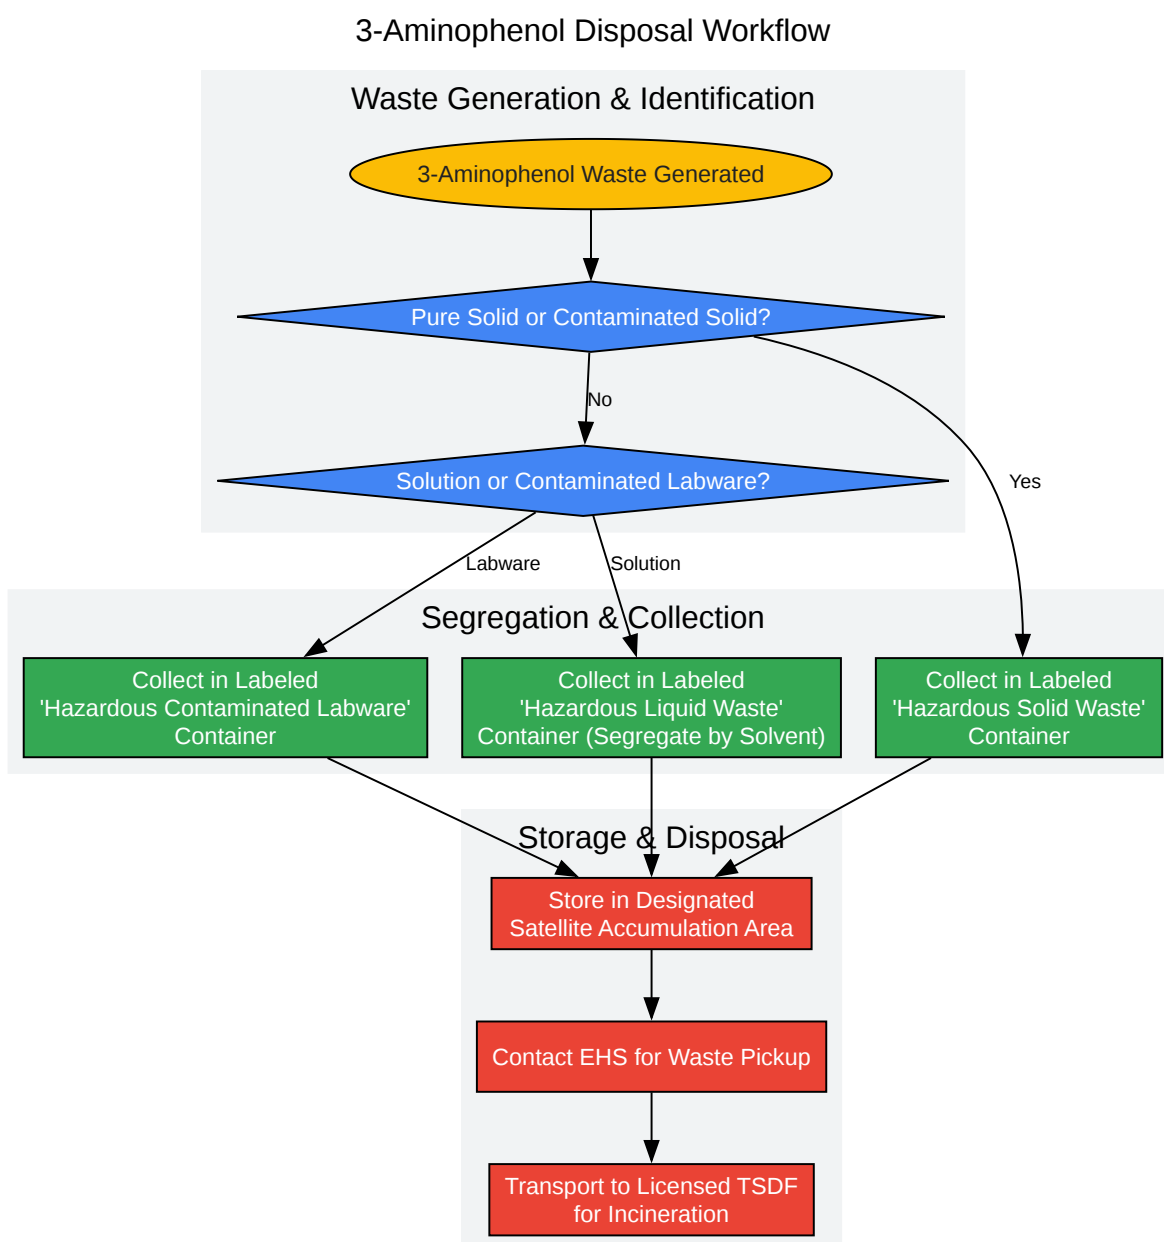 3-Aminophenol Disposal Workflow
Waste Generation & Identification
3-Aminophenol Waste Generated
Pure Solid or Contaminated Solid?
No
Solution or Contaminated Labware?
Yes
Labware
Solution
Segregation & Collection
Collect in Labeled
'Hazardous Contaminated Labware'
Container
Collect in Labeled
'Hazardous Liquid Waste'
Container (Segregate by Solvent)
Collect in Labeled
'Hazardous Solid Waste'
Container
Storage & Disposal
Store in Designated
Satellite Accumulation Area
Contact EHS for Waste Pickup
Transport to Licensed TSDF
for Incineration